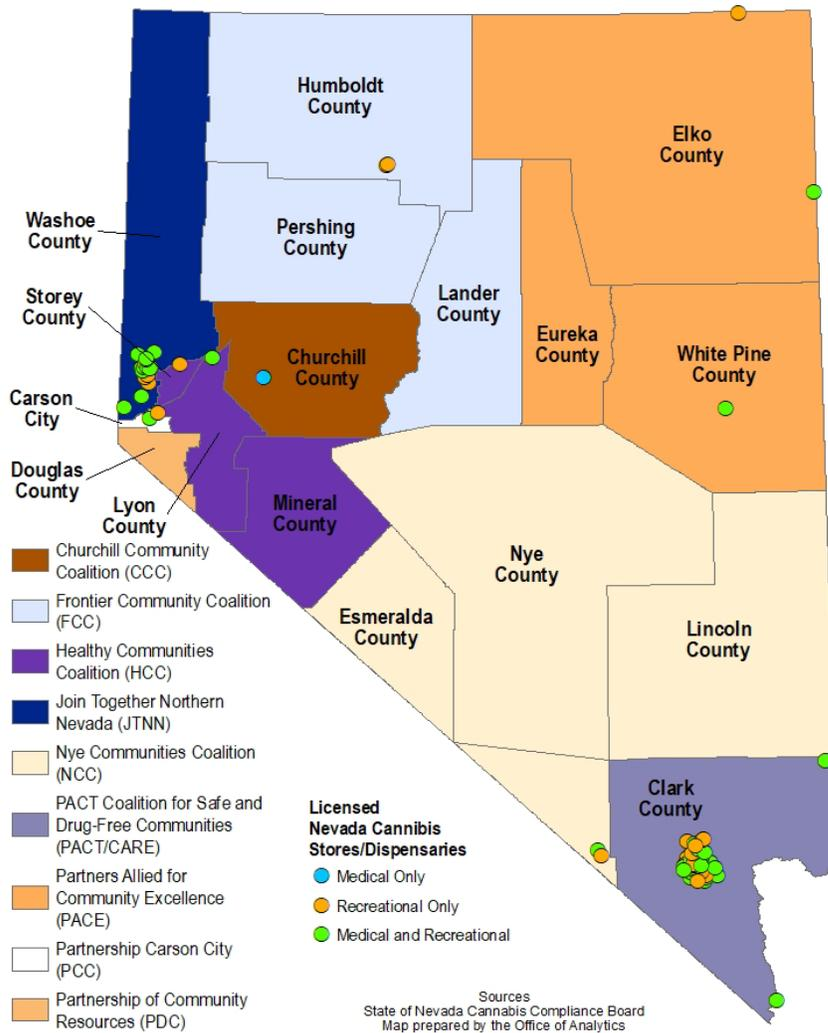 Humboldt
County
Elko
County
Washoe
County
Pershing
County
Storey
County
Lander
County
Eureka
County
Churchill
County
White Pine
County
Carson
City
Douglas
County
Lyon
County
Mineral
County
Nye
County
Esmeralda
County
Lincoln
County
Clark
County
Churchill Community
Coalition (CCC)
Frontier Community Coalition
(FCC)
Healthy Communities
Coalition (HCC)
Join Together Northern
Nevada (JTNN)
Nye Communities Coalition
(NCC)
PACT Coalition for Safe and
Drug-Free Communities
(PACT/CARE)
Partners Allied for
Community Excellence
(PACE)
Partnership Carson City
(PCC)
Partnership of Community
Resources (PDC)
Licensed
Nevada Cannibis
Stores/Dispensaries
Medical Only
Recreational Only
Medical and Recreational
Sources
State of Nevada Cannabis Compliance Board
Map prepared by the Office of Analytics